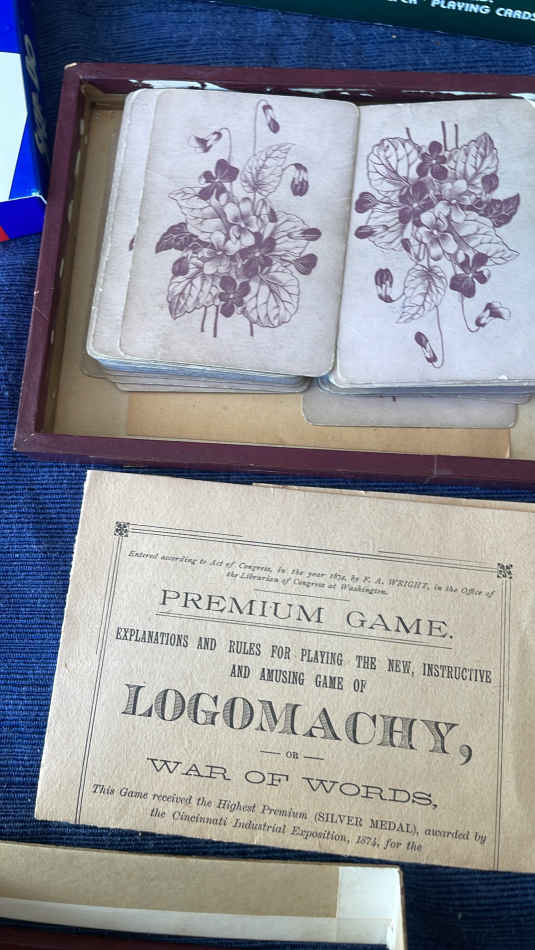 PLAYING CARDS
Entered according to Act of Congress, in the year 1874, by F. A. WRIGHT, in the Office of
the Librarian of Congress at Washington.
PREMIUM GAME.
EXPLANATIONS AND RULES FOR PLAYING THE NEW, INSTRUCTIVE
AND AMUSING GAME OF
LOGOMACHY,
— OR —
WAR OF WORDS,
This Game received the Highest Premium (SILVER MEDAL), awarded by
the Cincinnati Industrial Exposition, 1874, for the